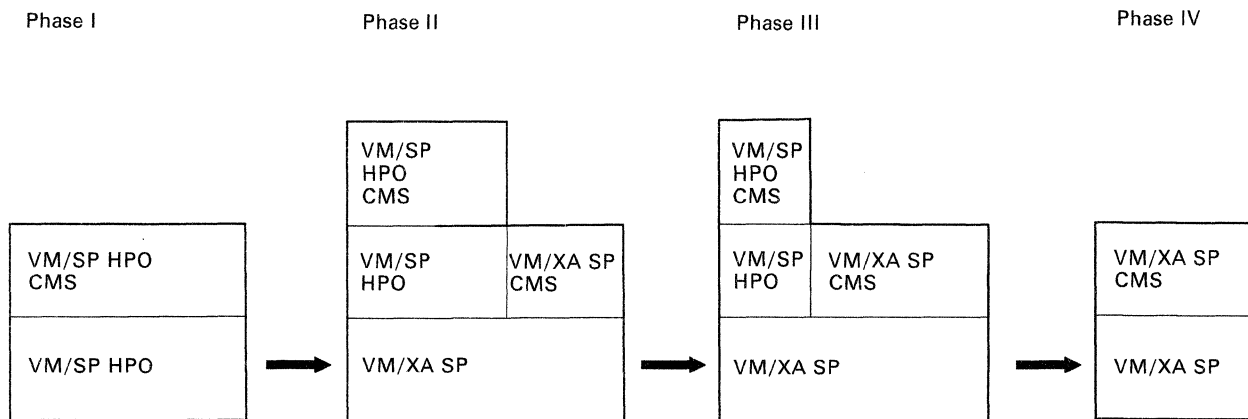 Phase I
Phase II
Phase III
Phase IV
VM/SP HPO
CMS
VM/SP HPO
VM/SP
HPO
CMS
VM/SP
HPO
VM/XA SP
CMS
VM/XA SP
VM/SP
HPO
CMS
VM/SP
HPO
VM/XA SP
CMS
VM/XA SP
VM/XA SP
CMS
VM/XA SP